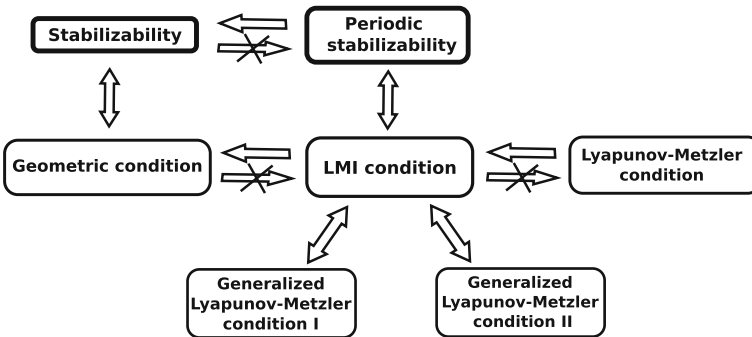 Stabilizability
Periodic
stabilizability
Geometric condition
LMI condition
Lyapunov-Metzler
condition
Generalized
Lyapunov-Metzler
condition I
Generalized
Lyapunov-Metzler
condition II